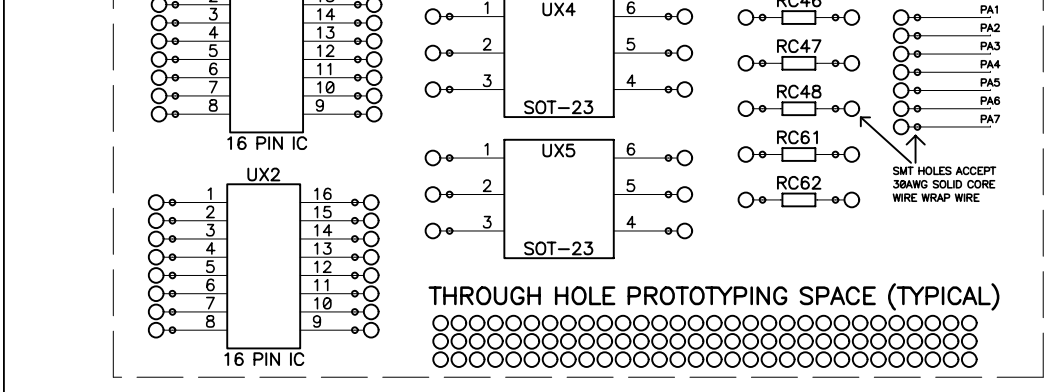 3 14
4 13
5 12
6 11
7 10
8 9
16 PIN IC
UX2
1 16
2 15
3 14
4 13
5 12
6 11
7 10
8 9
16 PIN IC
UX4
1 6
2 5
3 4
SOT-23
UX5
1 6
2 5
3 4
SOT-23
RC46
RC47
RC48
RC61
RC62
PA1
PA2
PA3
PA4
PA5
PA6
PA7
SMT HOLES ACCEPT
30AWG SOLID CORE
WIRE WRAP WIRE
THROUGH HOLE PROTOTYPING SPACE (TYPICAL)